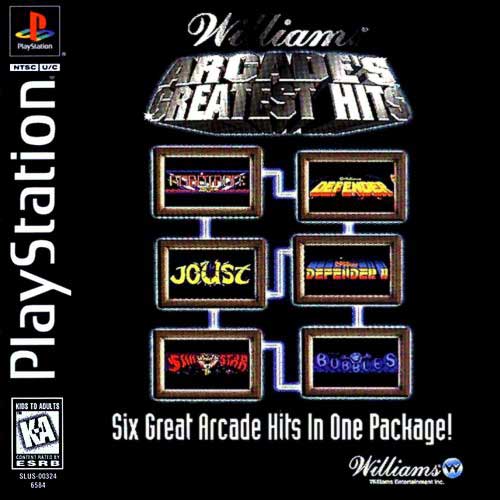 PlayStation
NTSC U/C
PlayStation
Williams
ARCADE'S
GREATEST HITS
ROBOTRON
Williams
DEFENDER
JOUST
DEFENDER II
SINISTAR
BUBBLES
Six Great Arcade Hits In One Package!
KIDS TO ADULTS
KA
CONTENT RATED BY
ESRB
SLUS-00324
6584
Williams
Williams Entertainment Inc.